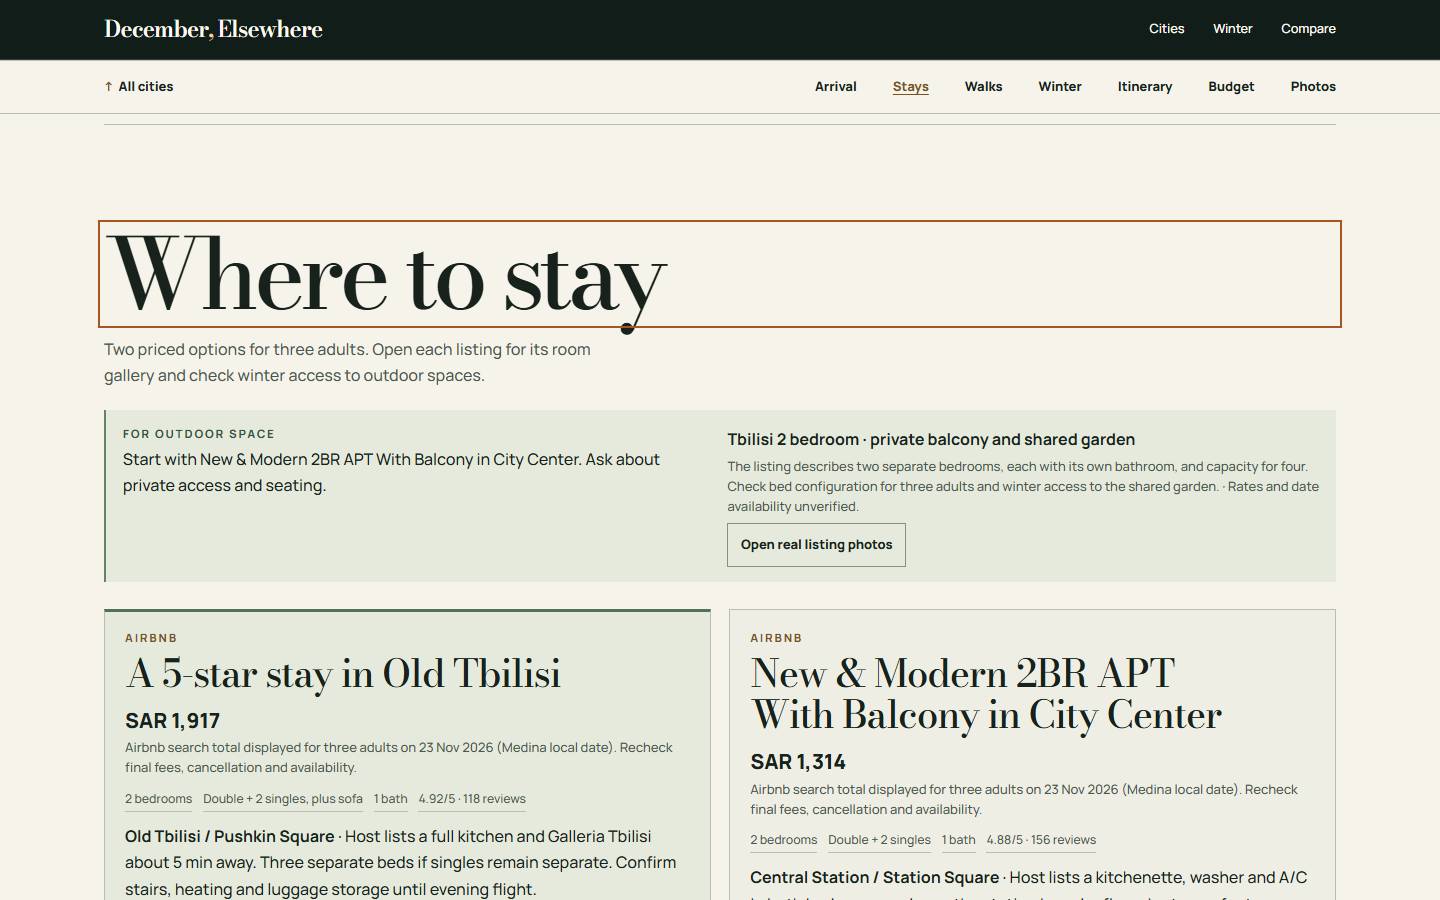 December, Elsewhere
Cities Winter Compare
↑ All cities
Arrival Stays Walks Winter Itinerary Budget Photos
Where to stay
Two priced options for three adults. Open each listing for its room
gallery and check winter access to outdoor spaces.
FOR OUTDOOR SPACE
Start with New & Modern 2BR APT With Balcony in City Center. Ask about
private access and seating.
Tbilisi 2 bedroom · private balcony and shared garden
The listing describes two separate bedrooms, each with its own bathroom, and capacity for four.
Check bed configuration for three adults and winter access to the shared garden. · Rates and date
availability unverified.
Open real listing photos
AIRBNB
A 5-star stay in Old Tbilisi
SAR 1,917
Airbnb search total displayed for three adults on 23 Nov 2026 (Medina local date). Recheck
final fees, cancellation and availability.
2 bedrooms Double + 2 singles, plus sofa 1 bath 4.92/5 · 118 reviews
Old Tbilisi / Pushkin Square · Host lists a full kitchen and Galleria Tbilisi
about 5 min away. Three separate beds if singles remain separate. Confirm
stairs, heating and luggage storage until evening flight.
AIRBNB
New & Modern 2BR APT
With Balcony in City Center
SAR 1,314
Airbnb search total displayed for three adults on 23 Nov 2026 (Medina local date). Recheck
final fees, cancellation and availability.
2 bedrooms Double + 2 singles 1 bath 4.88/5 · 156 reviews
Central Station / Station Square · Host lists a kitchenette, washer and A/C